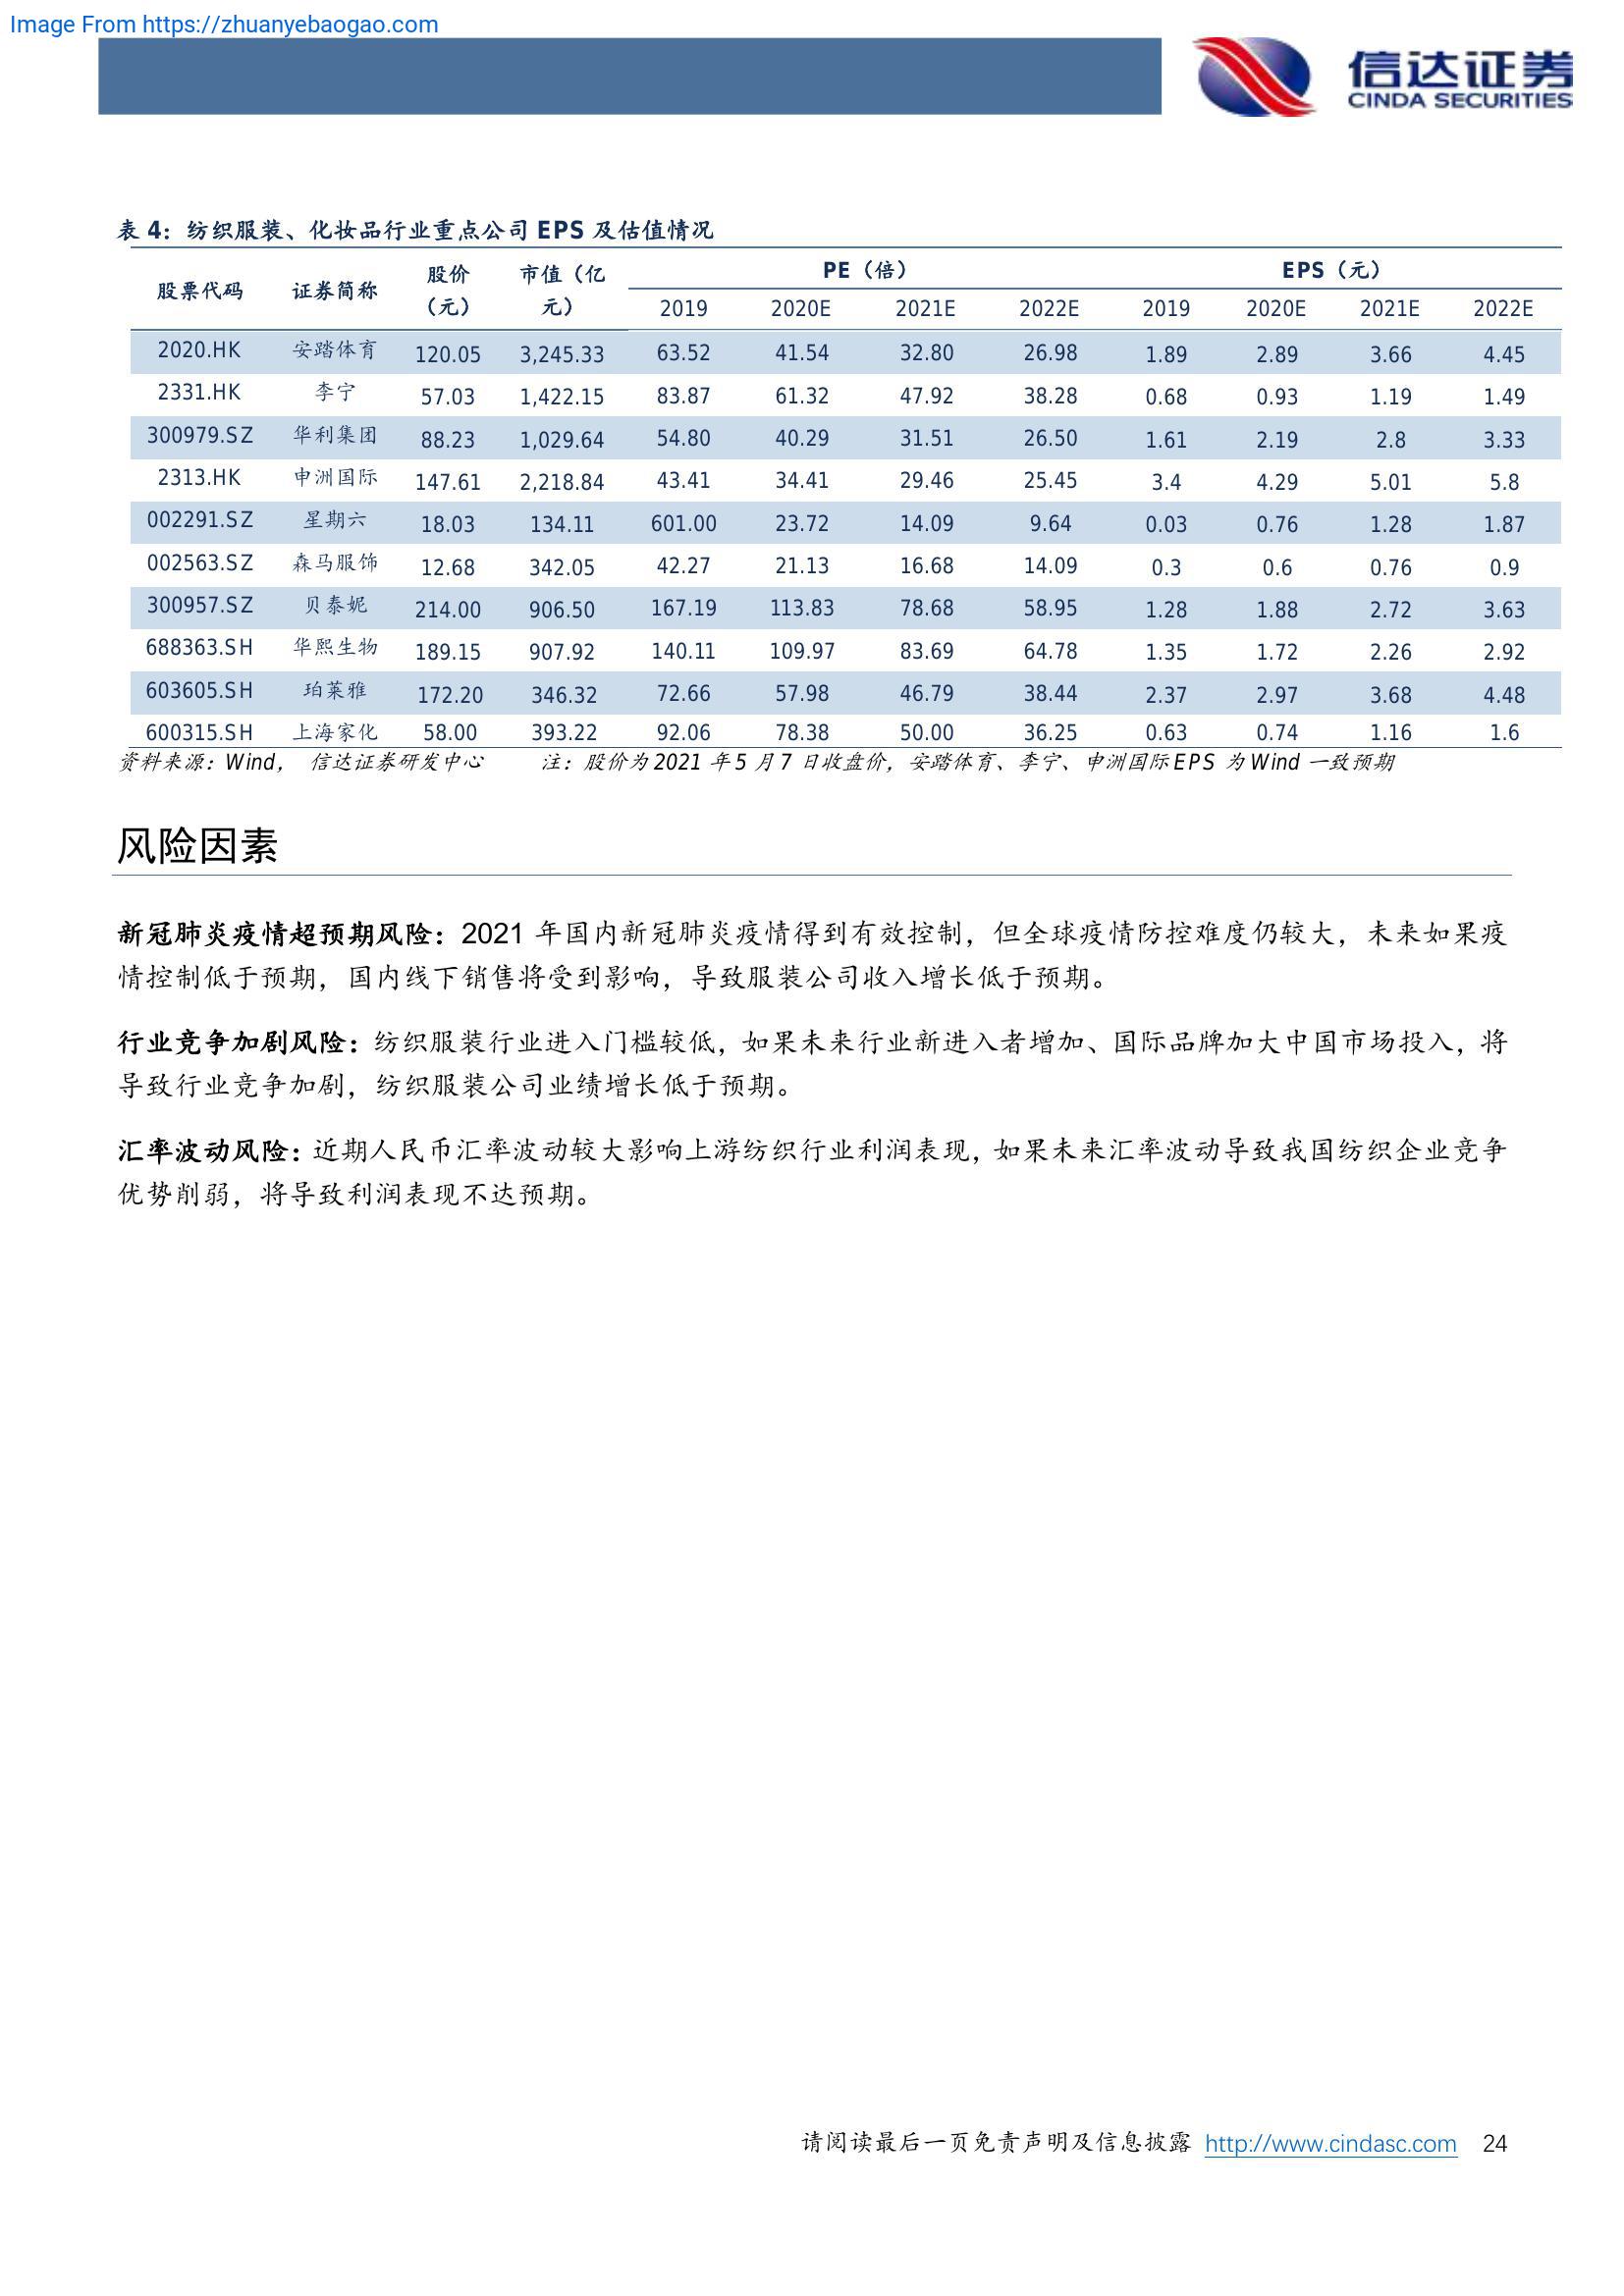 Image From https://zhuanyebaogao.com
信达证券
CINDA SECURITIES
表 4：纺织服装、化妆品行业重点公司 EPS 及估值情况
股票代码 证券简称 股价（元） 市值（亿元） PE（倍） EPS（元）
2019 2020E 2021E 2022E 2019 2020E 2021E 2022E
2020.HK 安踏体育 120.05 3,245.33 63.52 41.54 32.80 26.98 1.89 2.89 3.66 4.45
2331.HK 李宁 57.03 1,422.15 83.87 61.32 47.92 38.28 0.68 0.93 1.19 1.49
300979.SZ 华利集团 88.23 1,029.64 54.80 40.29 31.51 26.50 1.61 2.19 2.8 3.33
2313.HK 申洲国际 147.61 2,218.84 43.41 34.41 29.46 25.45 3.4 4.29 5.01 5.8
002291.SZ 星期六 18.03 134.11 601.00 23.72 14.09 9.64 0.03 0.76 1.28 1.87
002563.SZ 森马服饰 12.68 342.05 42.27 21.13 16.68 14.09 0.3 0.6 0.76 0.9
300957.SZ 贝泰妮 214.00 906.50 167.19 113.83 78.68 58.95 1.28 1.88 2.72 3.63
688363.SH 华熙生物 189.15 907.92 140.11 109.97 83.69 64.78 1.35 1.72 2.26 2.92
603605.SH 珀莱雅 172.20 346.32 72.66 57.98 46.79 38.44 2.37 2.97 3.68 4.48
600315.SH 上海家化 58.00 393.22 92.06 78.38 50.00 36.25 0.63 0.74 1.16 1.6
资料来源：Wind， 信达证券研发中心 注：股价为 2021 年 5 月 7 日收盘价，安踏体育、李宁、申洲国际 EPS 为 Wind 一致预期
风险因素
新冠肺炎疫情超预期风险：2021 年国内新冠肺炎疫情得到有效控制，但全球疫情防控难度仍较大，未来如果疫
情控制低于预期，国内线下销售将受到影响，导致服装公司收入增长低于预期。
行业竞争加剧风险：纺织服装行业进入门槛较低，如果未来行业新进入者增加、国际品牌加大中国市场投入，将
导致行业竞争加剧，纺织服装公司业绩增长低于预期。
汇率波动风险：近期人民币汇率波动较大影响上游纺织行业利润表现，如果未来汇率波动导致我国纺织企业竞争
优势削弱，将导致利润表现不达预期。
请阅读最后一页免责声明及信息披露 http://www.cindasc.com 24